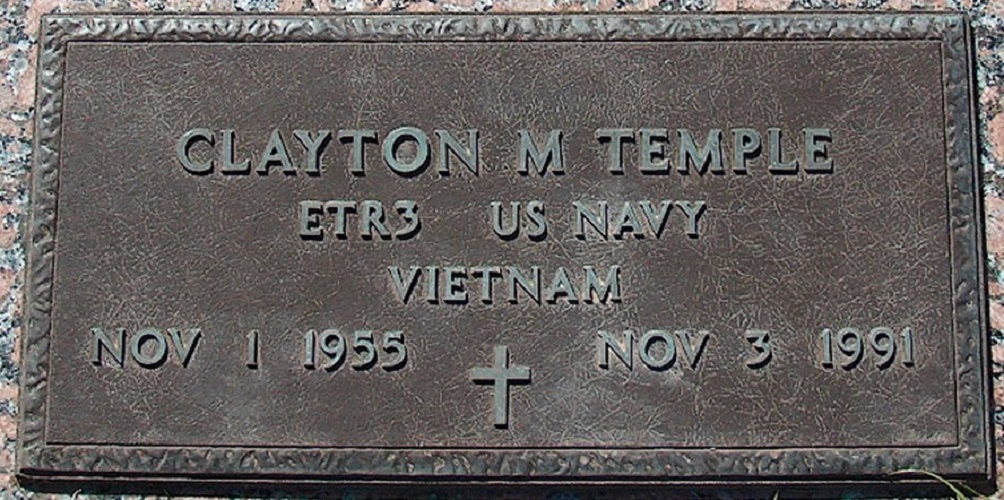 CLAYTON M TEMPLE
ETR3 US NAVY
VIETNAM
NOV 1 1955 NOV 3 1991